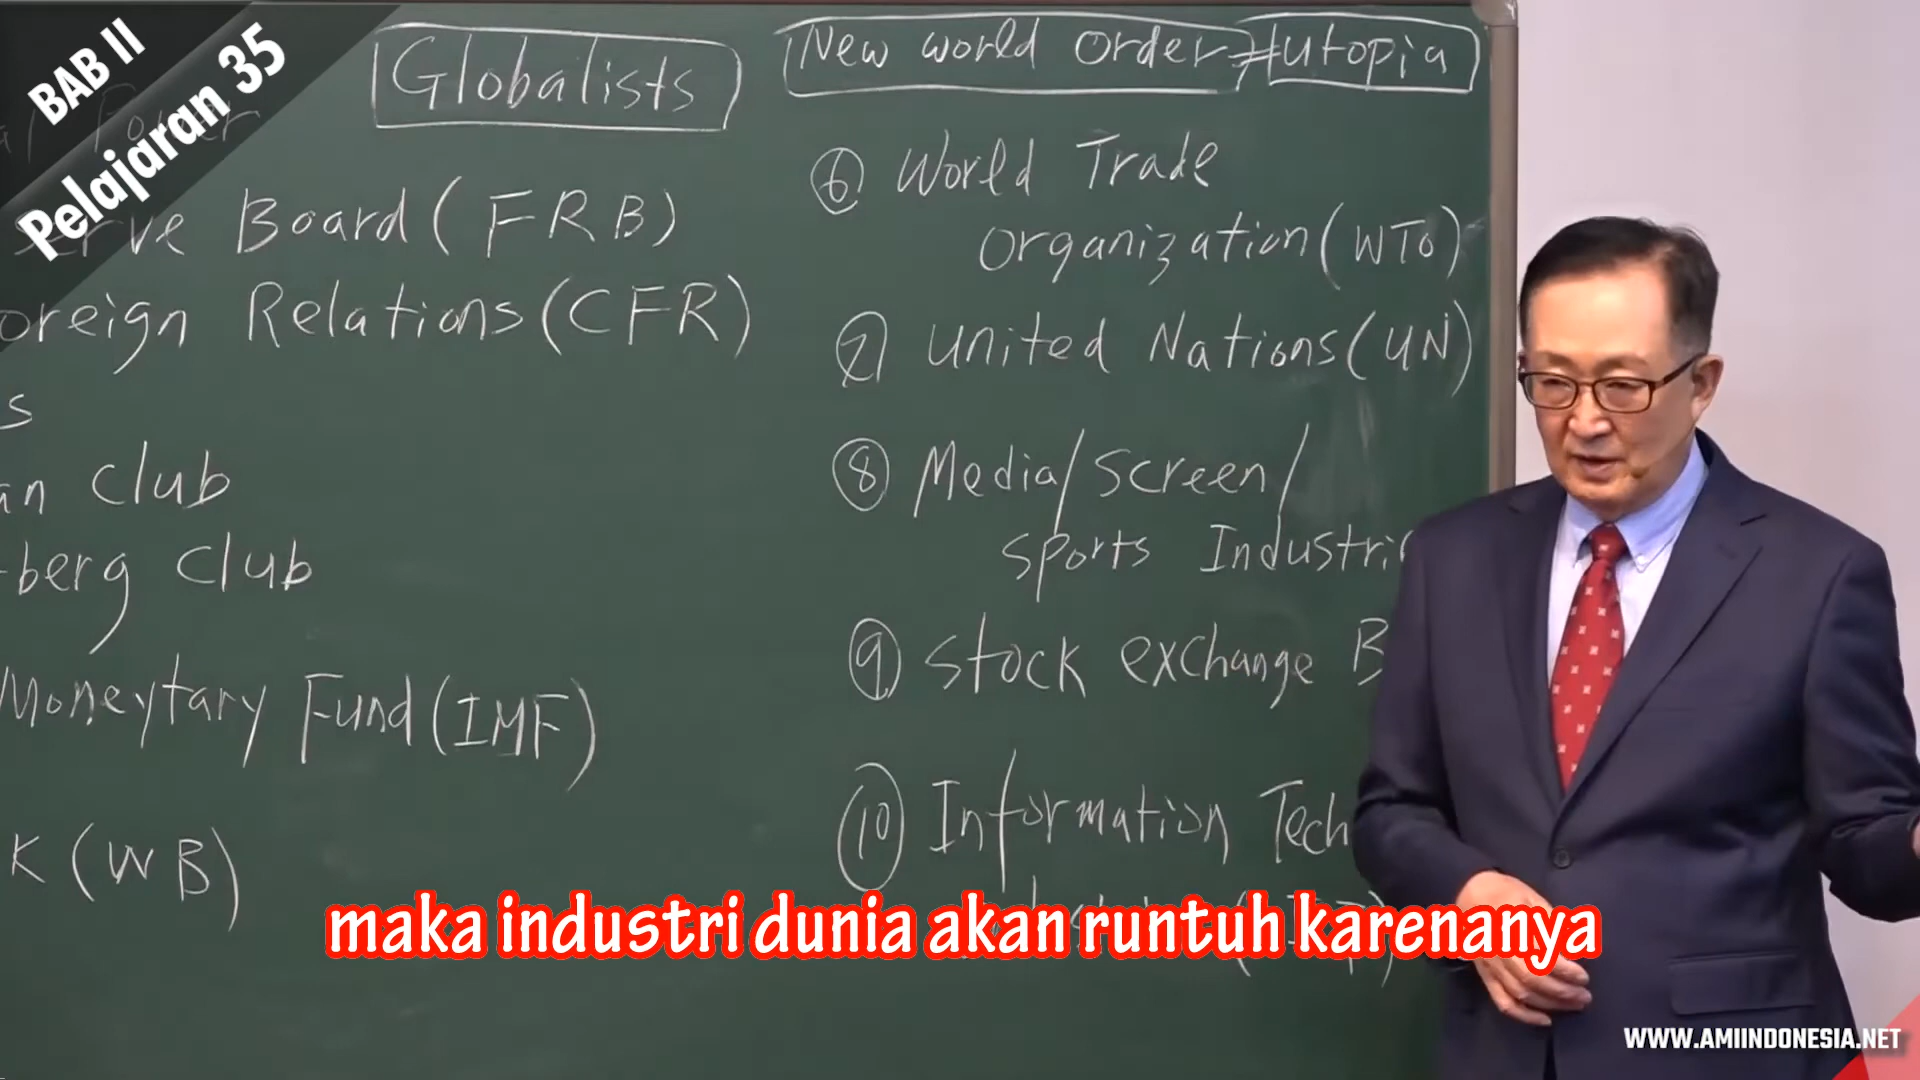 BAB II
Pelajaran 35
Globalists
Board (FRB)
Foreign Relations (CFR)
s
club
berg club
Moneytary Fund (IMF)
K (WB)
New world Order ≠ utopia
⑥ World Trade
Organization (WTO)
⑦ United Nations (UN)
⑧ Media/Screen/
Sports Industri
⑨ Stock exchange B
⑩ Information Tech
maka industri dunia akan runtuh karenanya
WWW.AMIINDONESIA.NET